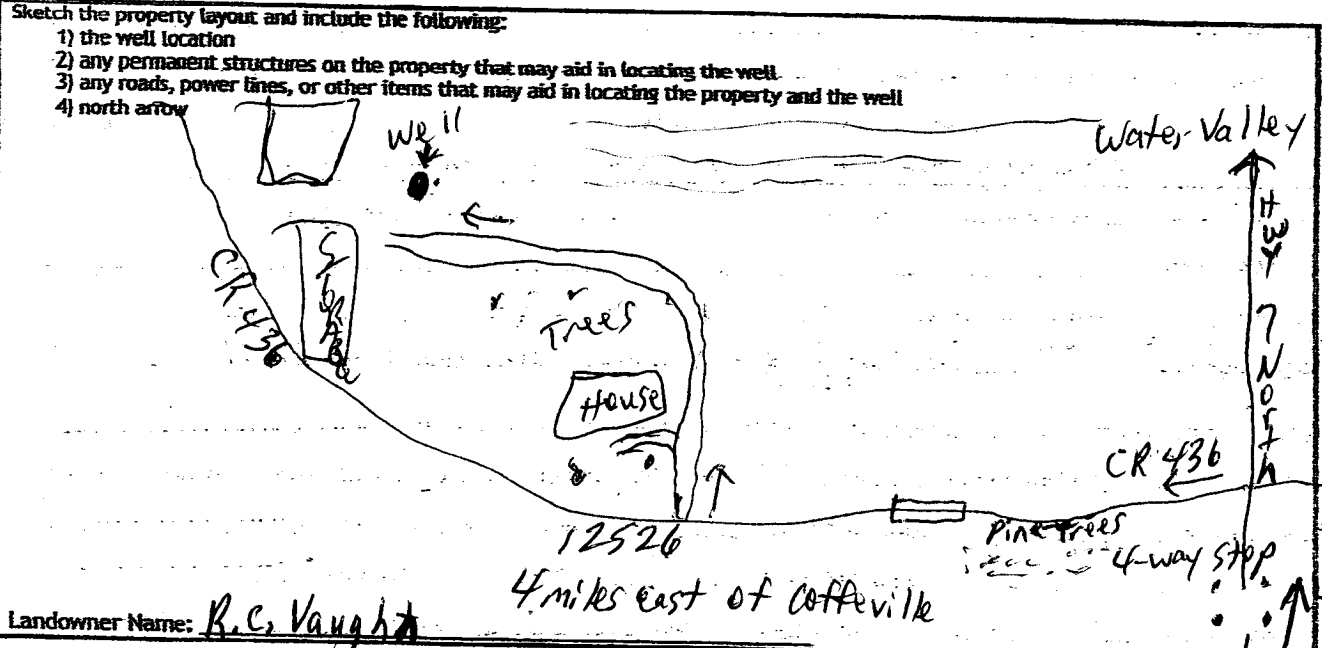 Sketch the property layout and include the following:
1) the well location
2) any permanent structures on the property that may aid in locating the well
3) any roads, power lines, or other items that may aid in locating the property and the well
4) north arrow
Well
Water Valley
Hwy 7 North
CR 436
Storage
Trees
House
CR 436
Pine Trees
4-way Stop
12526
4 miles east of Coffeville
Landowner Name: R.C. Vaught